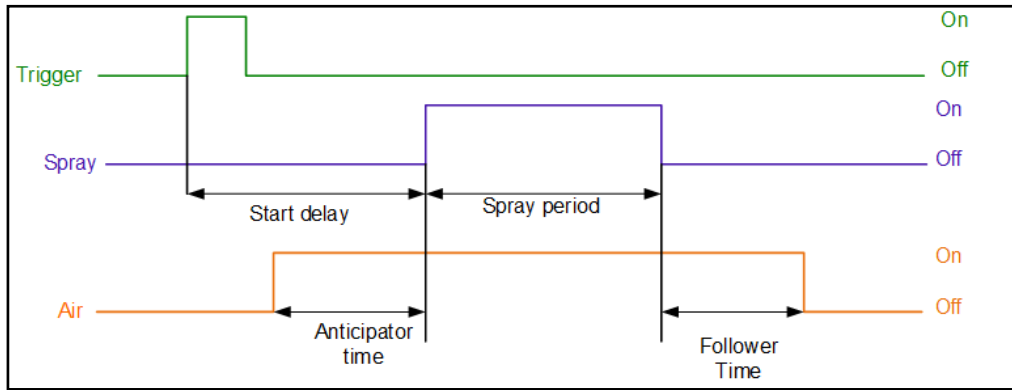 On
Trigger
Off
On
Spray
Off
Start delay
Spray period
On
Air
Off
Anticipator
time
Follower
Time